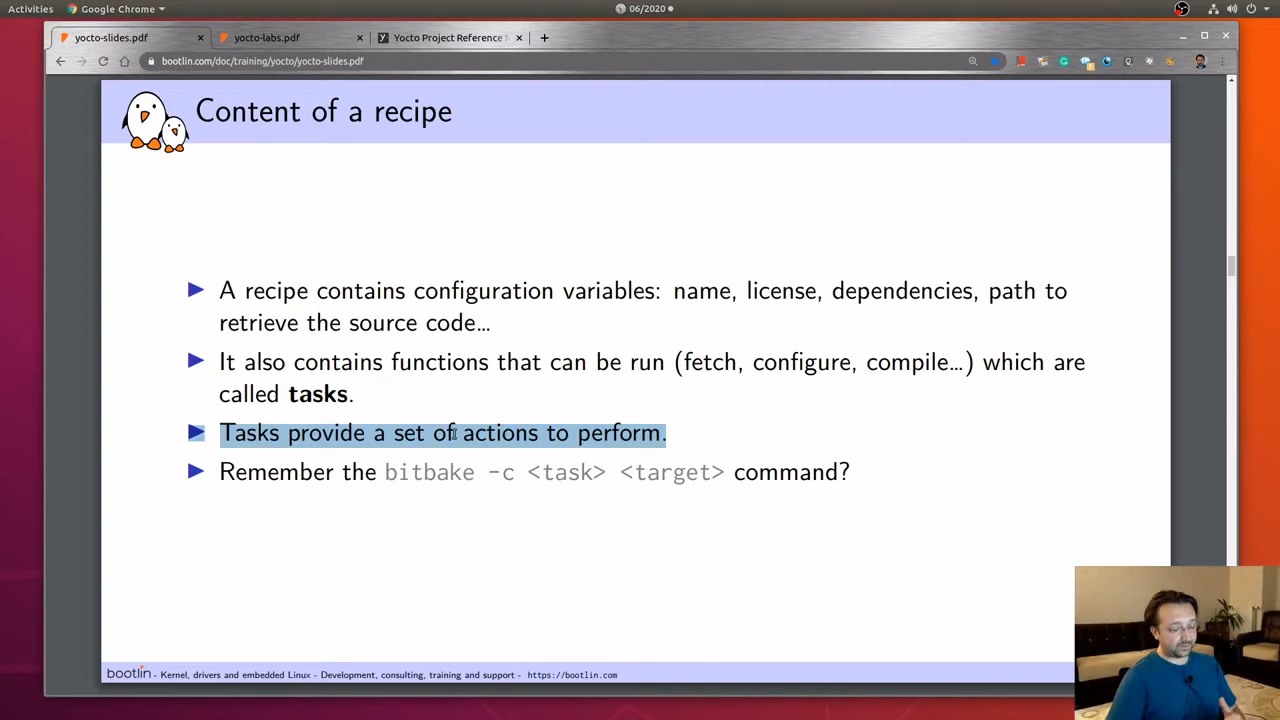 Activities
Google Chrome
06/2020
yocto-slides.pdf
yocto-labs.pdf
Yocto Project Reference
bootlin.com/doc/training/yocto/yocto-slides.pdf
Content of a recipe
A recipe contains configuration variables: name, license, dependencies, path to
retrieve the source code...
It also contains functions that can be run (fetch, configure, compile...) which are
called tasks.
Tasks provide a set of actions to perform.
Remember the bitbake -c <task> <target> command?
bootlin - Kernel, drivers and embedded Linux - Development, consulting, training and support - https://bootlin.com